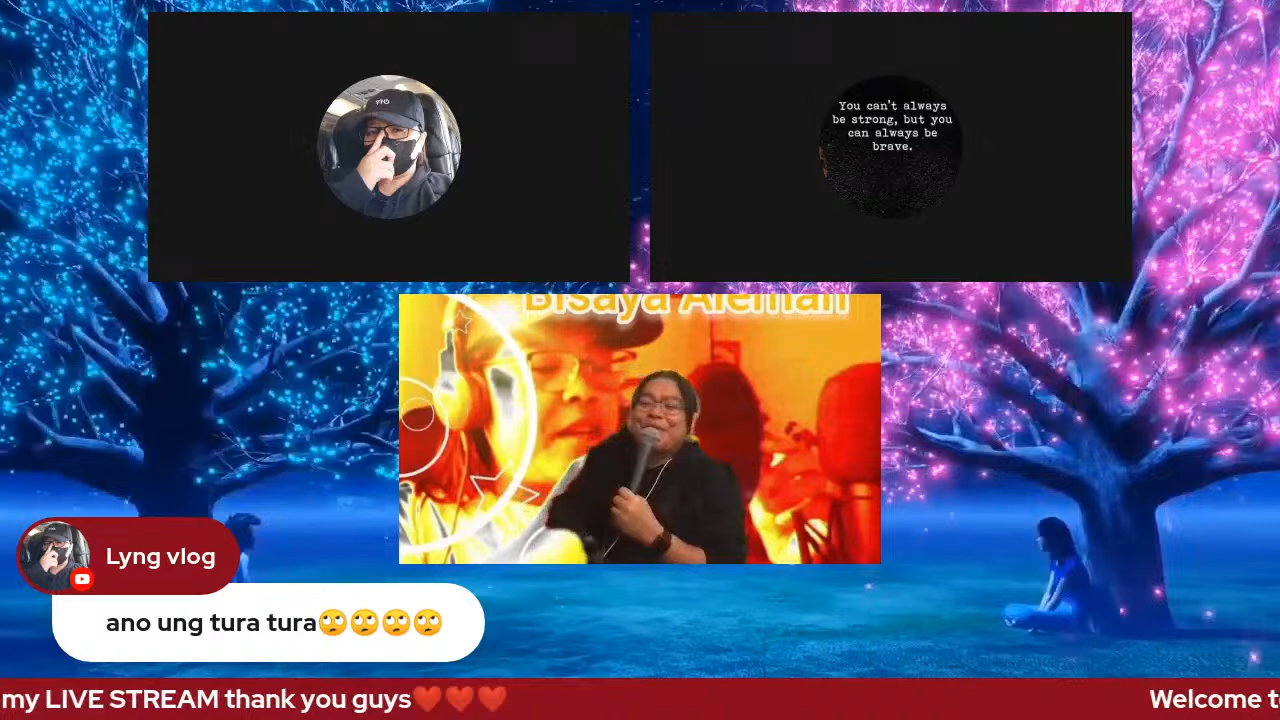 You can't always
be strong, but you
can always be
brave.
Bisaya Aleman
Lyng vlog
ano ung tura tura🙄🙄🙄🙄
my LIVE STREAM thank you guys❤️❤️❤️
Welcome t